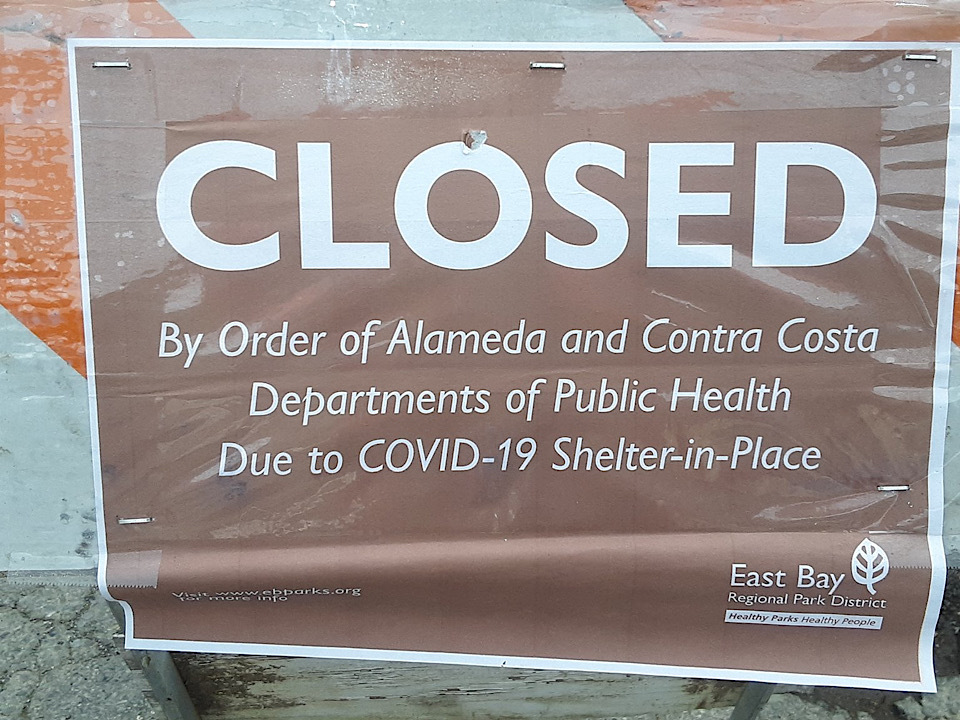 CLOSED
By Order of Alameda and Contra Costa
Departments of Public Health
Due to COVID-19 Shelter-in-Place
Visit www.ebparks.org
for more info
East Bay
Regional Park District
Healthy Parks Healthy People